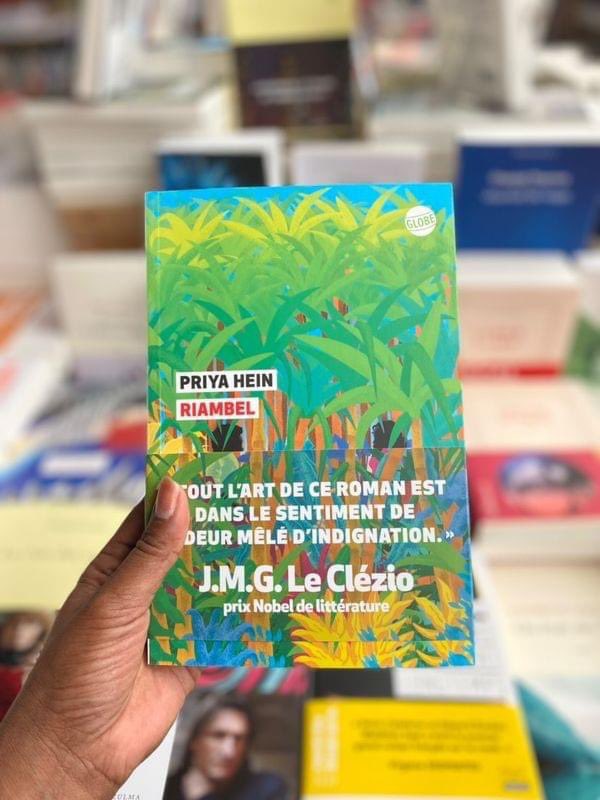 GLOBE
PRIYA HEIN
RIAMBEL
TOUT L'ART DE CE ROMAN EST
DANS LE SENTIMENT DE
DEUR MÊLÉ D'INDIGNATION. »
J.M.G. Le Clézio
prix Nobel de littérature
ZULMA